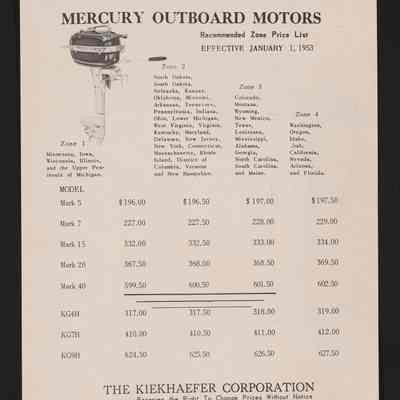 MERCURY OUTBOARD MOTORS
Recommended Zone Price List
EFFECTIVE JANUARY 1, 1953
Zone 1
Minnesota, Iowa,
Wisconsin, Illinois,
and the Upper Pen-
insula of Michigan.
Zone 2
North Dakota,
South Dakota,
Nebraska, Kansas,
Oklahoma, Missouri,
Arkansas, Tennessee,
Pennsylvania, Indiana,
Ohio, Lower Michigan,
West Virginia, Virginia,
Kentucky, Maryland,
Delaware, New Jersey,
New York, Connecticut,
Massachusetts, Rhode
Island, District of
Columbia, Vermont
and New Hampshire.
Zone 3
Colorado,
Montana,
Wyoming,
New Mexico,
Texas,
Louisiana,
Mississippi,
Alabama,
Georgia,
North Carolina,
South Carolina,
and Maine.
Zone 4
Washington,
Oregon,
Idaho,
Utah,
California,
Nevada,
Arizona,
and Florida.
MODEL
Mark 5 $196.00 $196.50 $197.00 $197.50
Mark 7 227.00 227.50 228.00 229.00
Mark 15 332.00 332.50 333.00 334.00
Mark 20 367.50 368.00 368.50 369.50
Mark 40 599.50 600.50 601.50 602.50
KG4H 317.00 317.50 318.00 319.00
KG7H 410.00 410.50 411.00 412.00
KG9H 624.50 625.50 626.50 627.50
THE KIEKHAEFER CORPORATION
Reserves the Right To Change Prices Without Notice